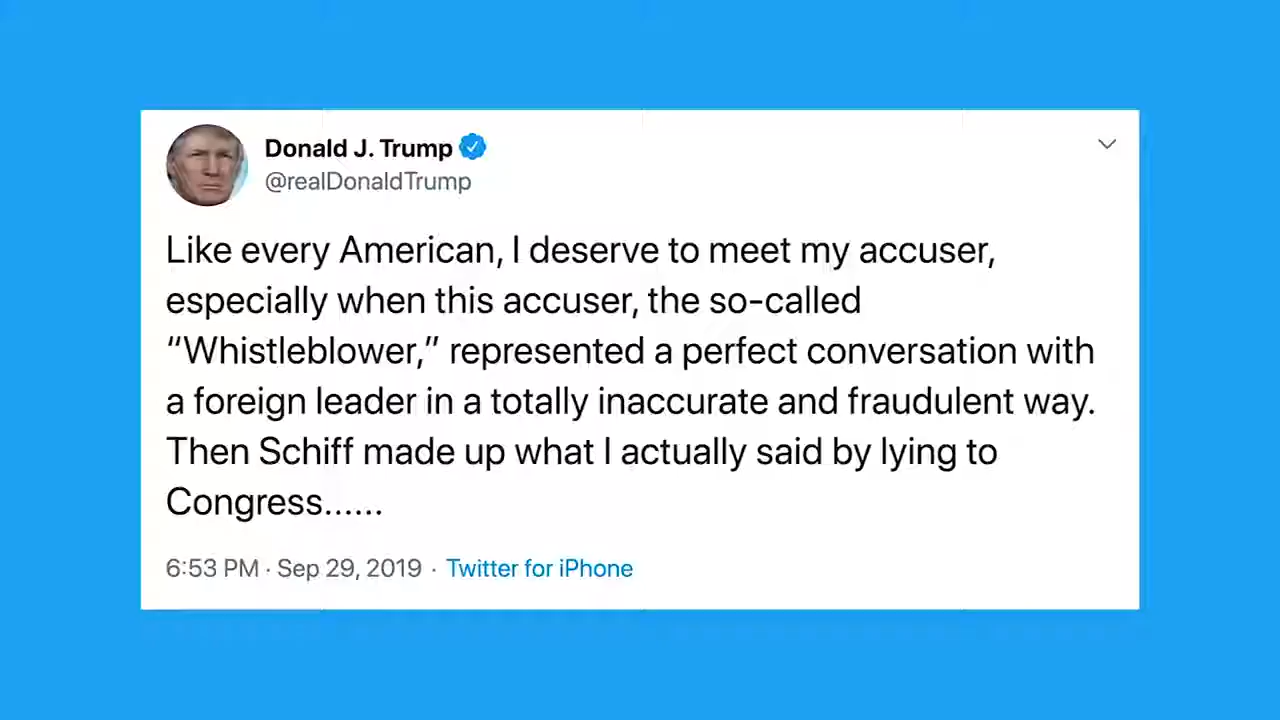 Donald J. Trump
@realDonaldTrump
Like every American, I deserve to meet my accuser,
especially when this accuser, the so-called
“Whistleblower,” represented a perfect conversation with
a foreign leader in a totally inaccurate and fraudulent way.
Then Schiff made up what I actually said by lying to
Congress......
6:53 PM · Sep 29, 2019 · Twitter for iPhone